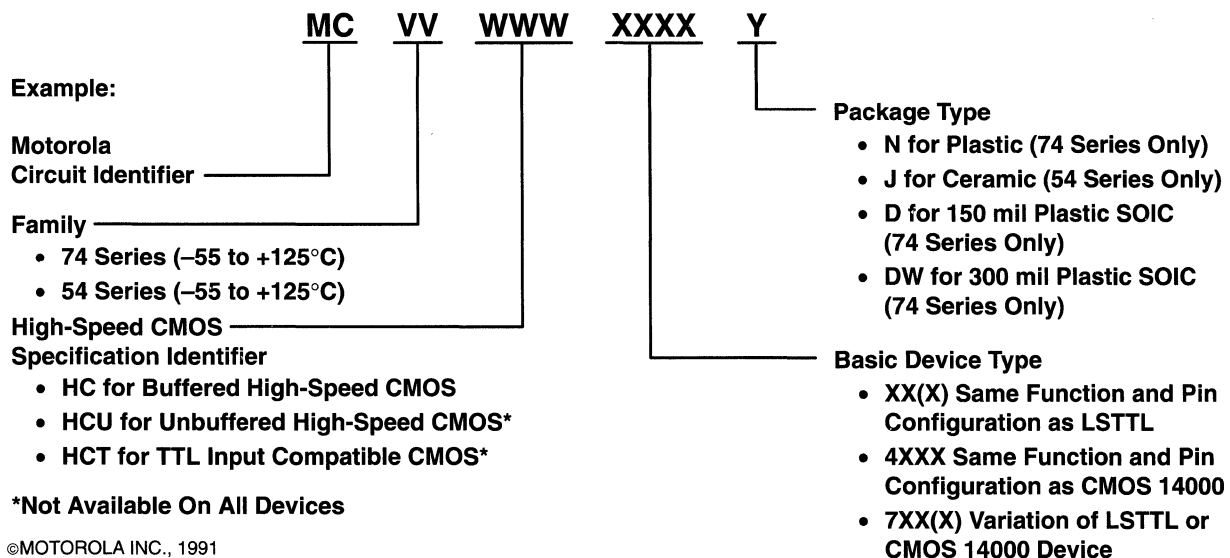 MC VV WWW XXXX Y
Example:
Motorola
Circuit Identifier
Family
• 74 Series (–55 to +125°C)
• 54 Series (–55 to +125°C)
High-Speed CMOS
Specification Identifier
• HC for Buffered High-Speed CMOS
• HCU for Unbuffered High-Speed CMOS*
• HCT for TTL Input Compatible CMOS*
*Not Available On All Devices
©MOTOROLA INC., 1991
Package Type
• N for Plastic (74 Series Only)
• J for Ceramic (54 Series Only)
• D for 150 mil Plastic SOIC
(74 Series Only)
• DW for 300 mil Plastic SOIC
(74 Series Only)
Basic Device Type
• XX(X) Same Function and Pin
Configuration as LSTTL
• 4XXX Same Function and Pin
Configuration as CMOS 14000
• 7XX(X) Variation of LSTTL or
CMOS 14000 Device